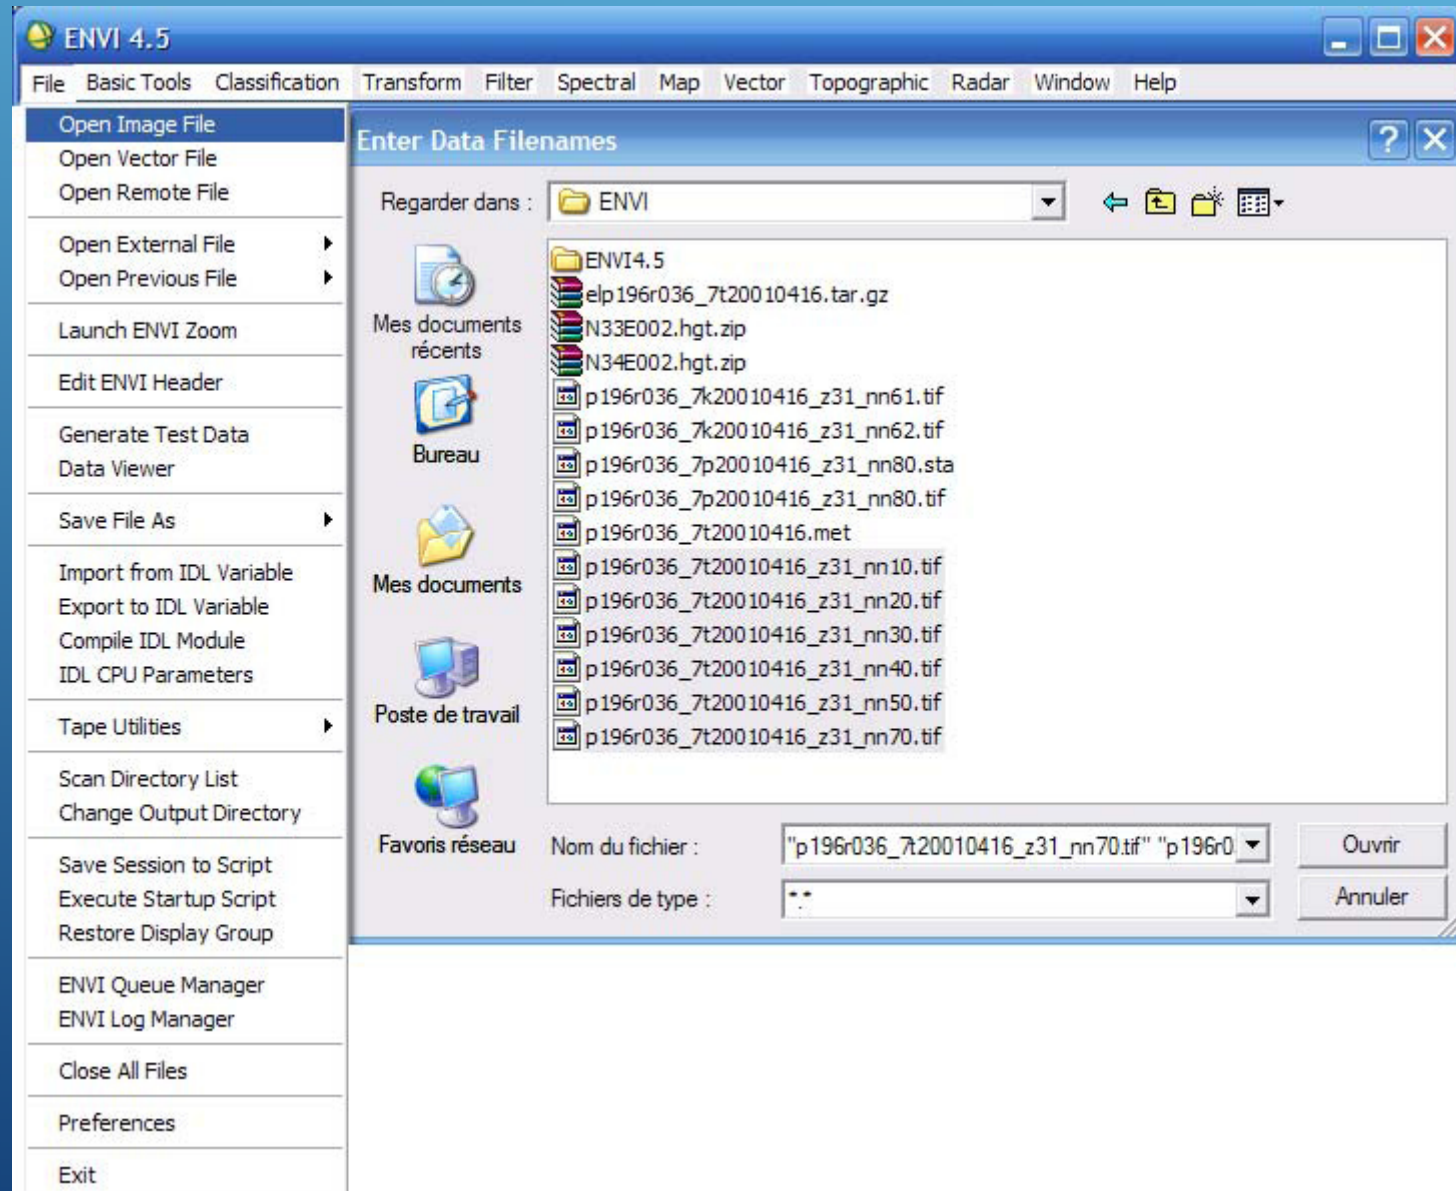 ENVI 4.5
File Basic Tools Classification Transform Filter Spectral Map Vector Topographic Radar Window Help
Open Image File
Open Vector File
Open Remote File
Open External File
Open Previous File
Launch ENVI Zoom
Edit ENVI Header
Generate Test Data
Data Viewer
Save File As
Import from IDL Variable
Export to IDL Variable
Compile IDL Module
IDL CPU Parameters
Tape Utilities
Scan Directory List
Change Output Directory
Save Session to Script
Execute Startup Script
Restore Display Group
ENVI Queue Manager
ENVI Log Manager
Close All Files
Preferences
Exit
Enter Data Filenames
Regarder dans : ENVI
Mes documents
récents
Bureau
Mes documents
Poste de travail
Favoris réseau
ENVI4.5
elp196r036_7t20010416.tar.gz
N33E002.hgt.zip
N34E002.hgt.zip
p196r036_7k20010416_z31_nn61.tif
p196r036_7k20010416_z31_nn62.tif
p196r036_7p20010416_z31_nn80.sta
p196r036_7p20010416_z31_nn80.tif
p196r036_7t20010416.met
p196r036_7t20010416_z31_nn10.tif
p196r036_7t20010416_z31_nn20.tif
p196r036_7t20010416_z31_nn30.tif
p196r036_7t20010416_z31_nn40.tif
p196r036_7t20010416_z31_nn50.tif
p196r036_7t20010416_z31_nn70.tif
Nom du fichier : "p196r036_7t20010416_z31_nn70.tif" "p196r0 Ouvrir
Fichiers de type : *.* Annuler